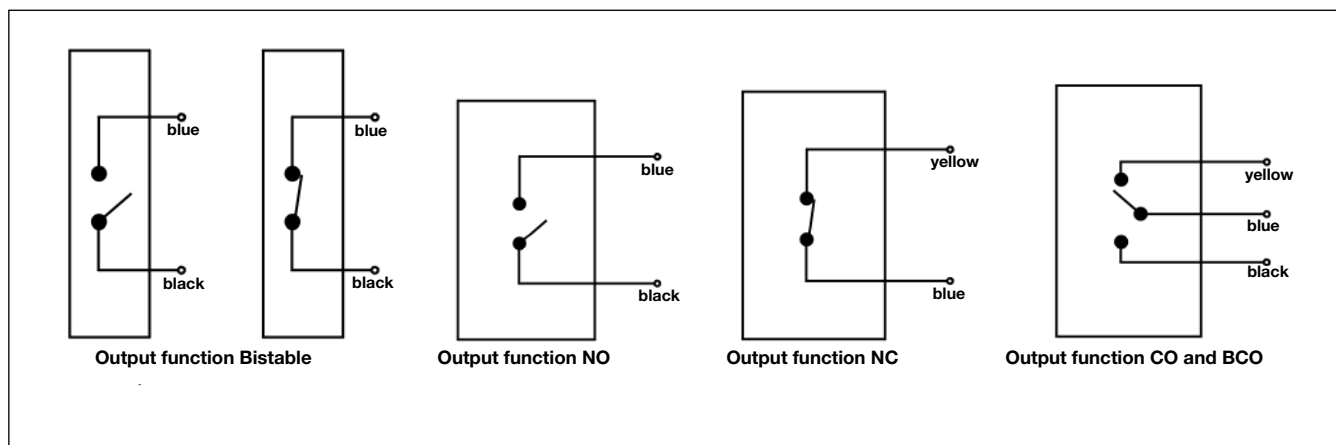 blue
black
Output function Bistable
blue
black
blue
black
Output function NO
yellow
blue
Output function NC
yellow
blue
black
Output function CO and BCO